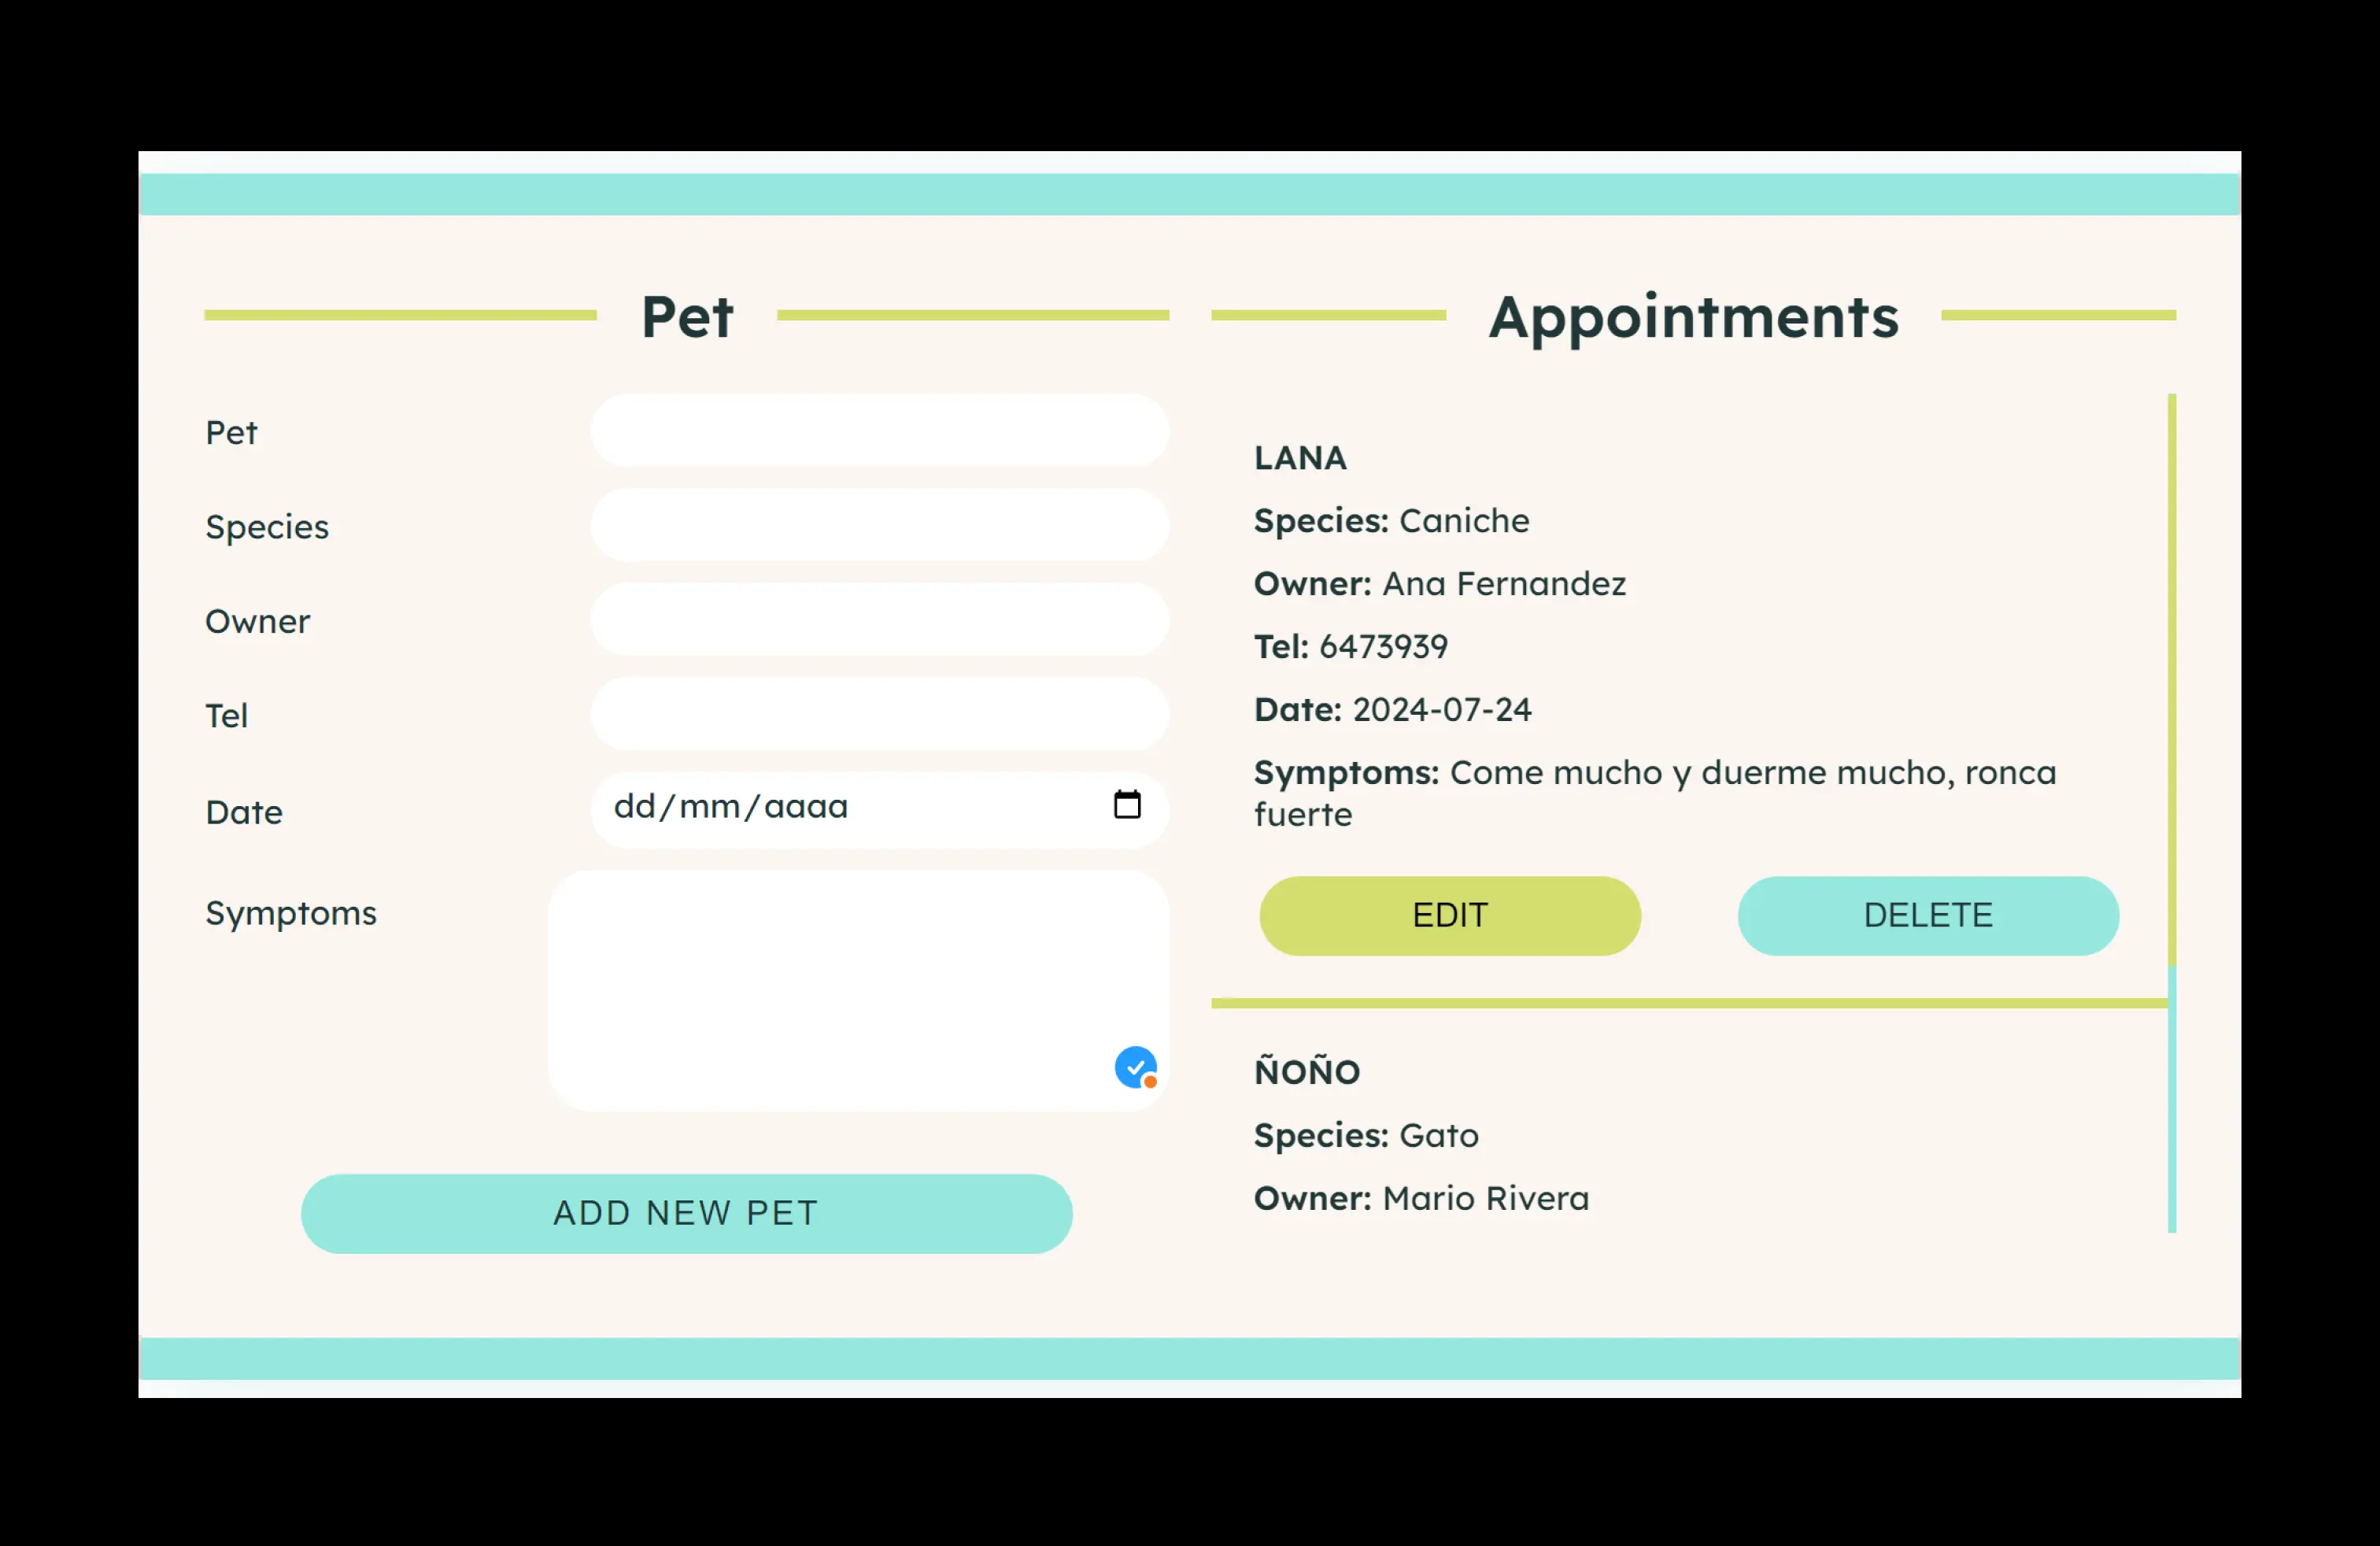 Pet
Pet
Species
Owner
Tel
Date
dd/mm/aaaa
Symptoms
ADD NEW PET
Appointments
LANA
Species: Caniche
Owner: Ana Fernandez
Tel: 6473939
Date: 2024-07-24
Symptoms: Come mucho y duerme mucho, ronca
fuerte
EDIT
DELETE
ÑOÑO
Species: Gato
Owner: Mario Rivera